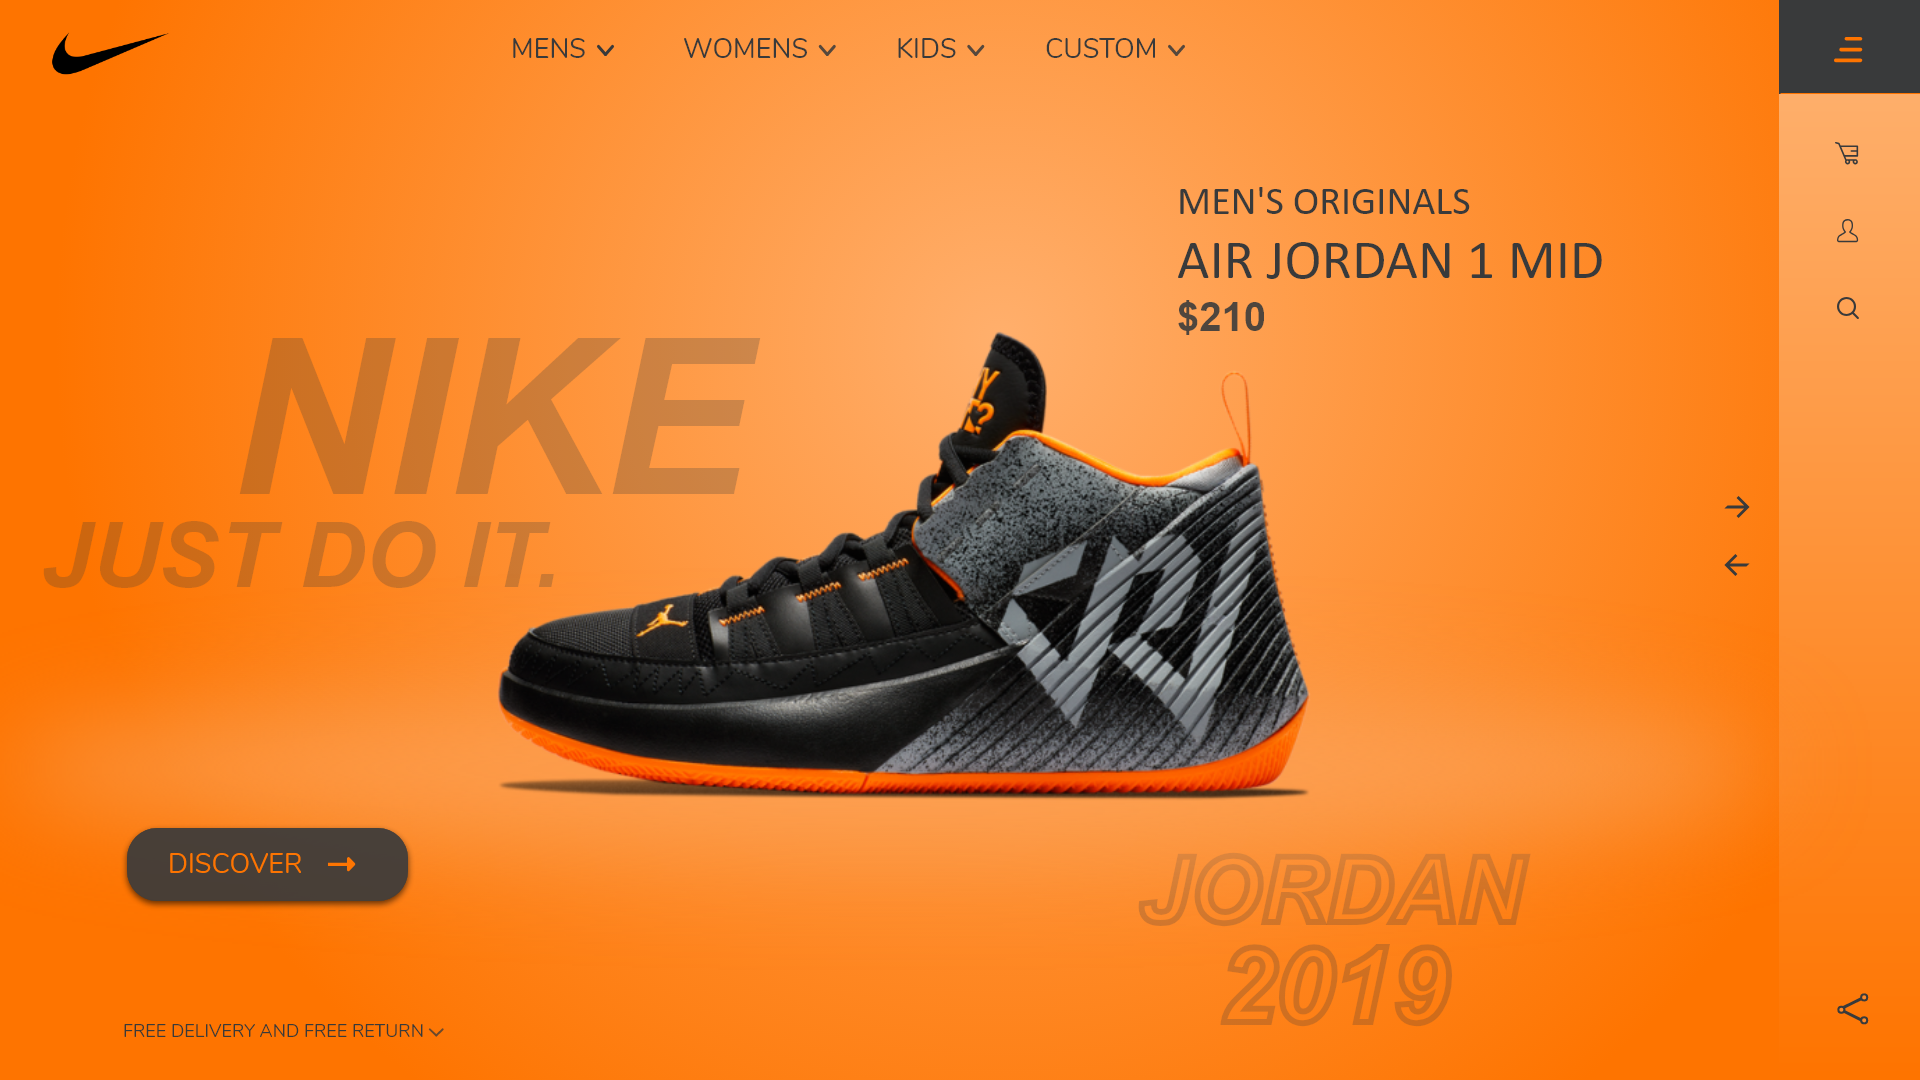 MENS
WOMENS
KIDS
CUSTOM
MEN'S ORIGINALS
AIR JORDAN 1 MID
$210
NIKE
JUST DO IT.
DISCOVER
JORDAN
2019
FREE DELIVERY AND FREE RETURN